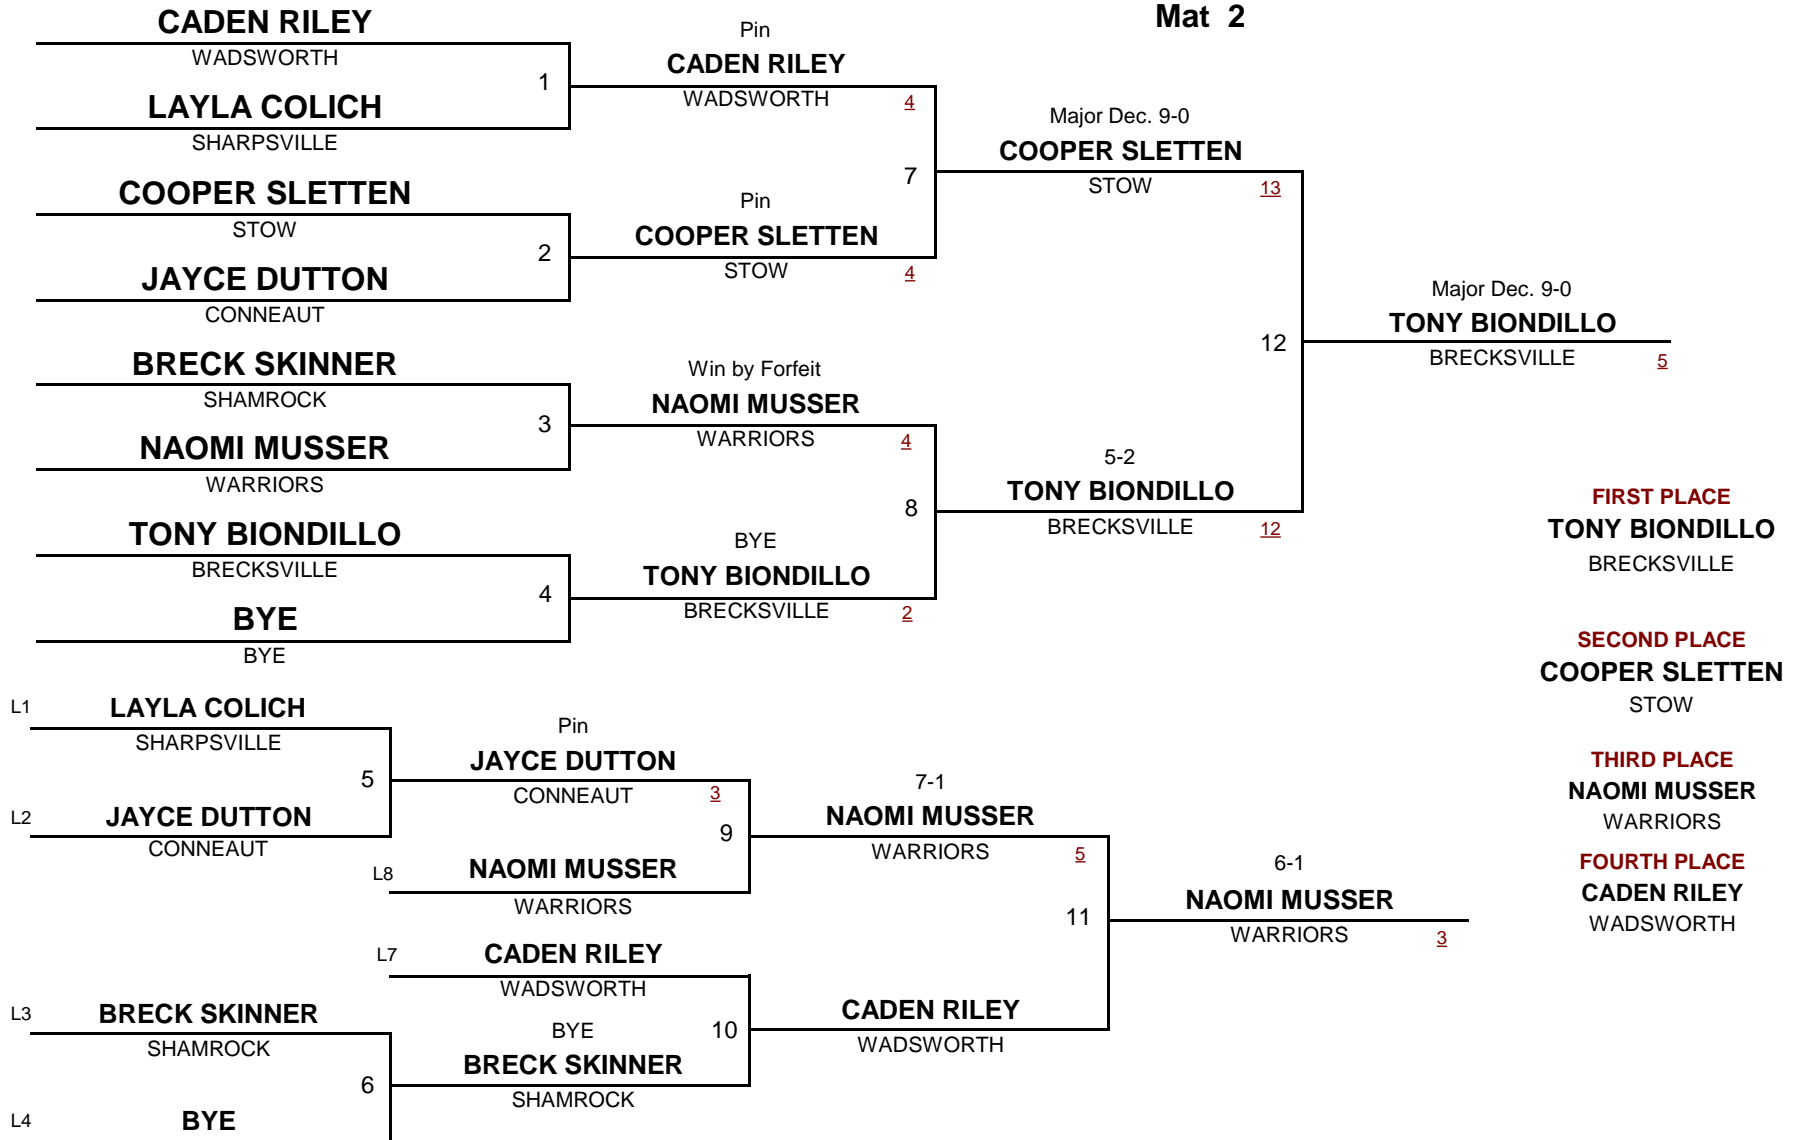 Mat 2
CADEN RILEY
WADSWORTH
1
LAYLA COLICH
SHARPSVILLE
COOPER SLETTEN
STOW
2
JAYCE DUTTON
CONNEAUT
BRECK SKINNER
SHAMROCK
3
NAOMI MUSSER
WARRIORS
TONY BIONDILLO
BRECKSVILLE
4
BYE
BYE
Pin
CADEN RILEY
WADSWORTH 4
7
Pin
COOPER SLETTEN
STOW 4
Win by Forfeit
NAOMI MUSSER
WARRIORS 4
8
BYE
TONY BIONDILLO
BRECKSVILLE 2
Major Dec. 9-0
COOPER SLETTEN
STOW 13
12
5-2
TONY BIONDILLO
BRECKSVILLE 12
Major Dec. 9-0
TONY BIONDILLO
BRECKSVILLE 5
FIRST PLACE
TONY BIONDILLO
BRECKSVILLE
SECOND PLACE
COOPER SLETTEN
STOW
THIRD PLACE
NAOMI MUSSER
WARRIORS
FOURTH PLACE
CADEN RILEY
WADSWORTH
L1 LAYLA COLICH
SHARPSVILLE
5
L2 JAYCE DUTTON
CONNEAUT
L3 BRECK SKINNER
SHAMROCK
6
L4 BYE
Pin
JAYCE DUTTON
CONNEAUT 3
9
L8 NAOMI MUSSER
WARRIORS
L7 CADEN RILEY
WADSWORTH
BYE 10
BRECK SKINNER
SHAMROCK
7-1
NAOMI MUSSER
WARRIORS 5
11
CADEN RILEY
WADSWORTH
6-1
NAOMI MUSSER
WARRIORS 3